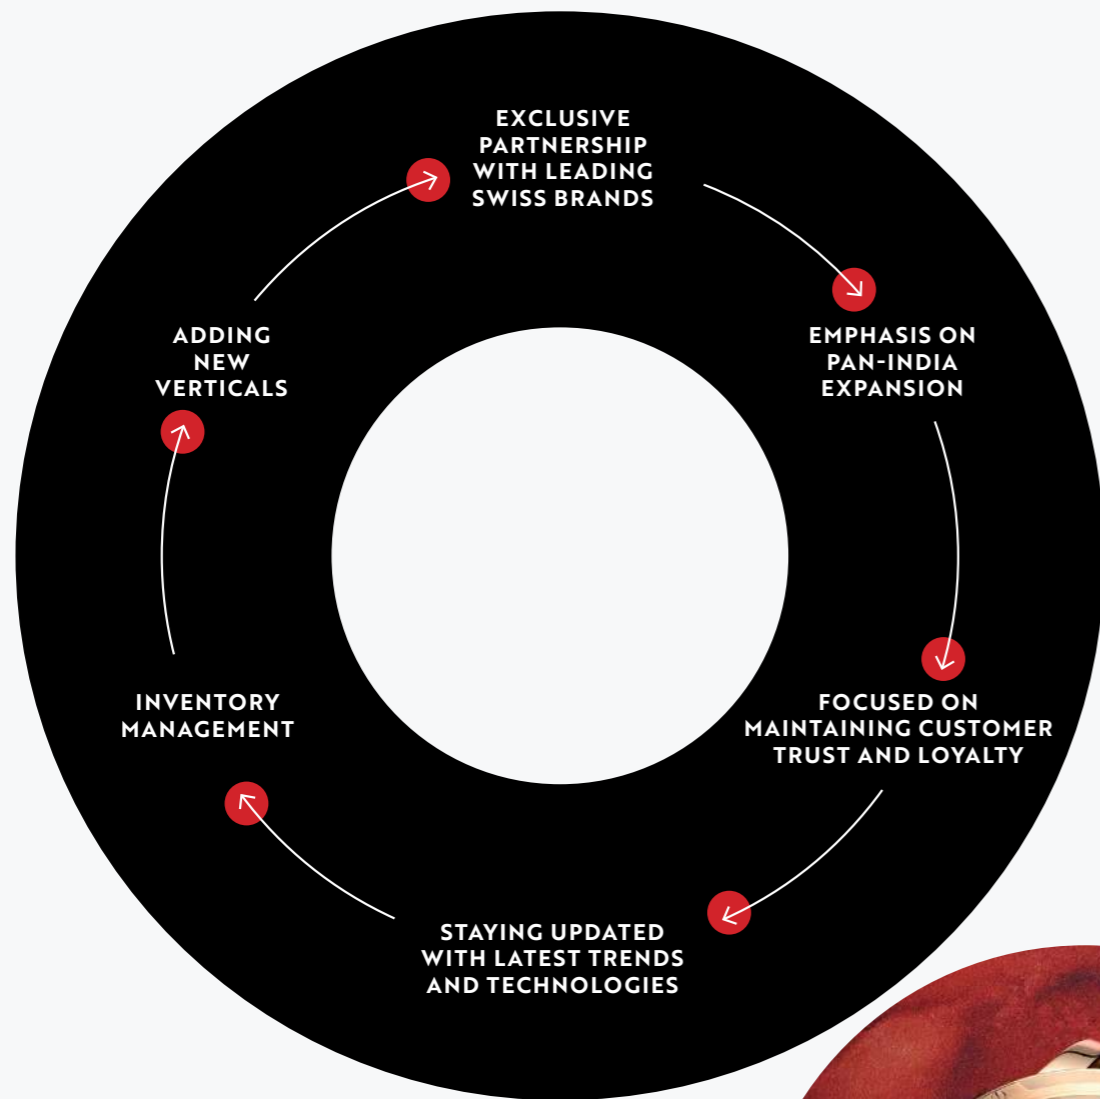 EXCLUSIVE
PARTNERSHIP
WITH LEADING
SWISS BRANDS
EMPHASIS ON
PAN-INDIA
EXPANSION
FOCUSED ON
MAINTAINING CUSTOMER
TRUST AND LOYALTY
STAYING UPDATED
WITH LATEST TRENDS
AND TECHNOLOGIES
INVENTORY
MANAGEMENT
ADDING
NEW
VERTICALS